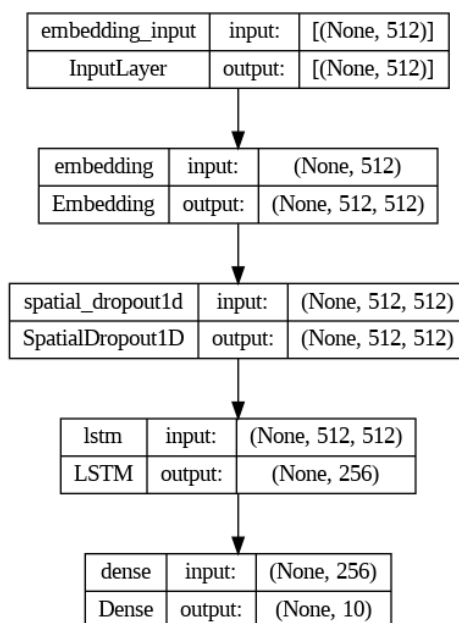 embedding_input input: [(None, 512)]
InputLayer output: [(None, 512)]
embedding input: (None, 512)
Embedding output: (None, 512, 512)
spatial_dropout1d input: (None, 512, 512)
SpatialDropout1D output: (None, 512, 512)
lstm input: (None, 512, 512)
LSTM output: (None, 256)
dense input: (None, 256)
Dense output: (None, 10)